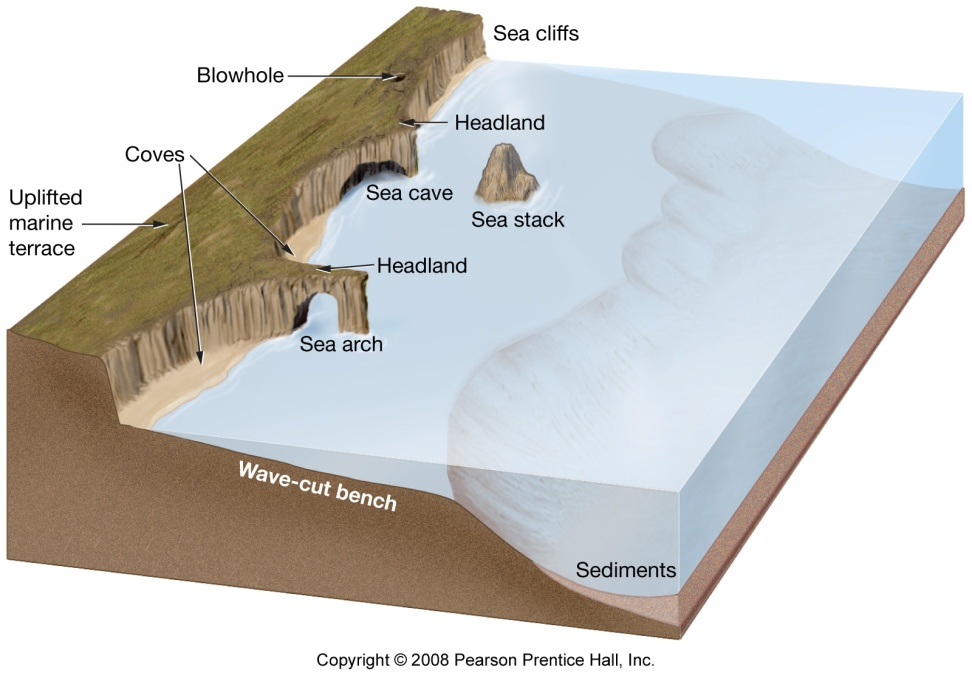 Sea cliffs
Blowhole
Headland
Coves
Sea cave
Uplifted
marine
terrace
Sea stack
Headland
Sea arch
Wave-cut bench
Sediments
Copyright © 2008 Pearson Prentice Hall, Inc.